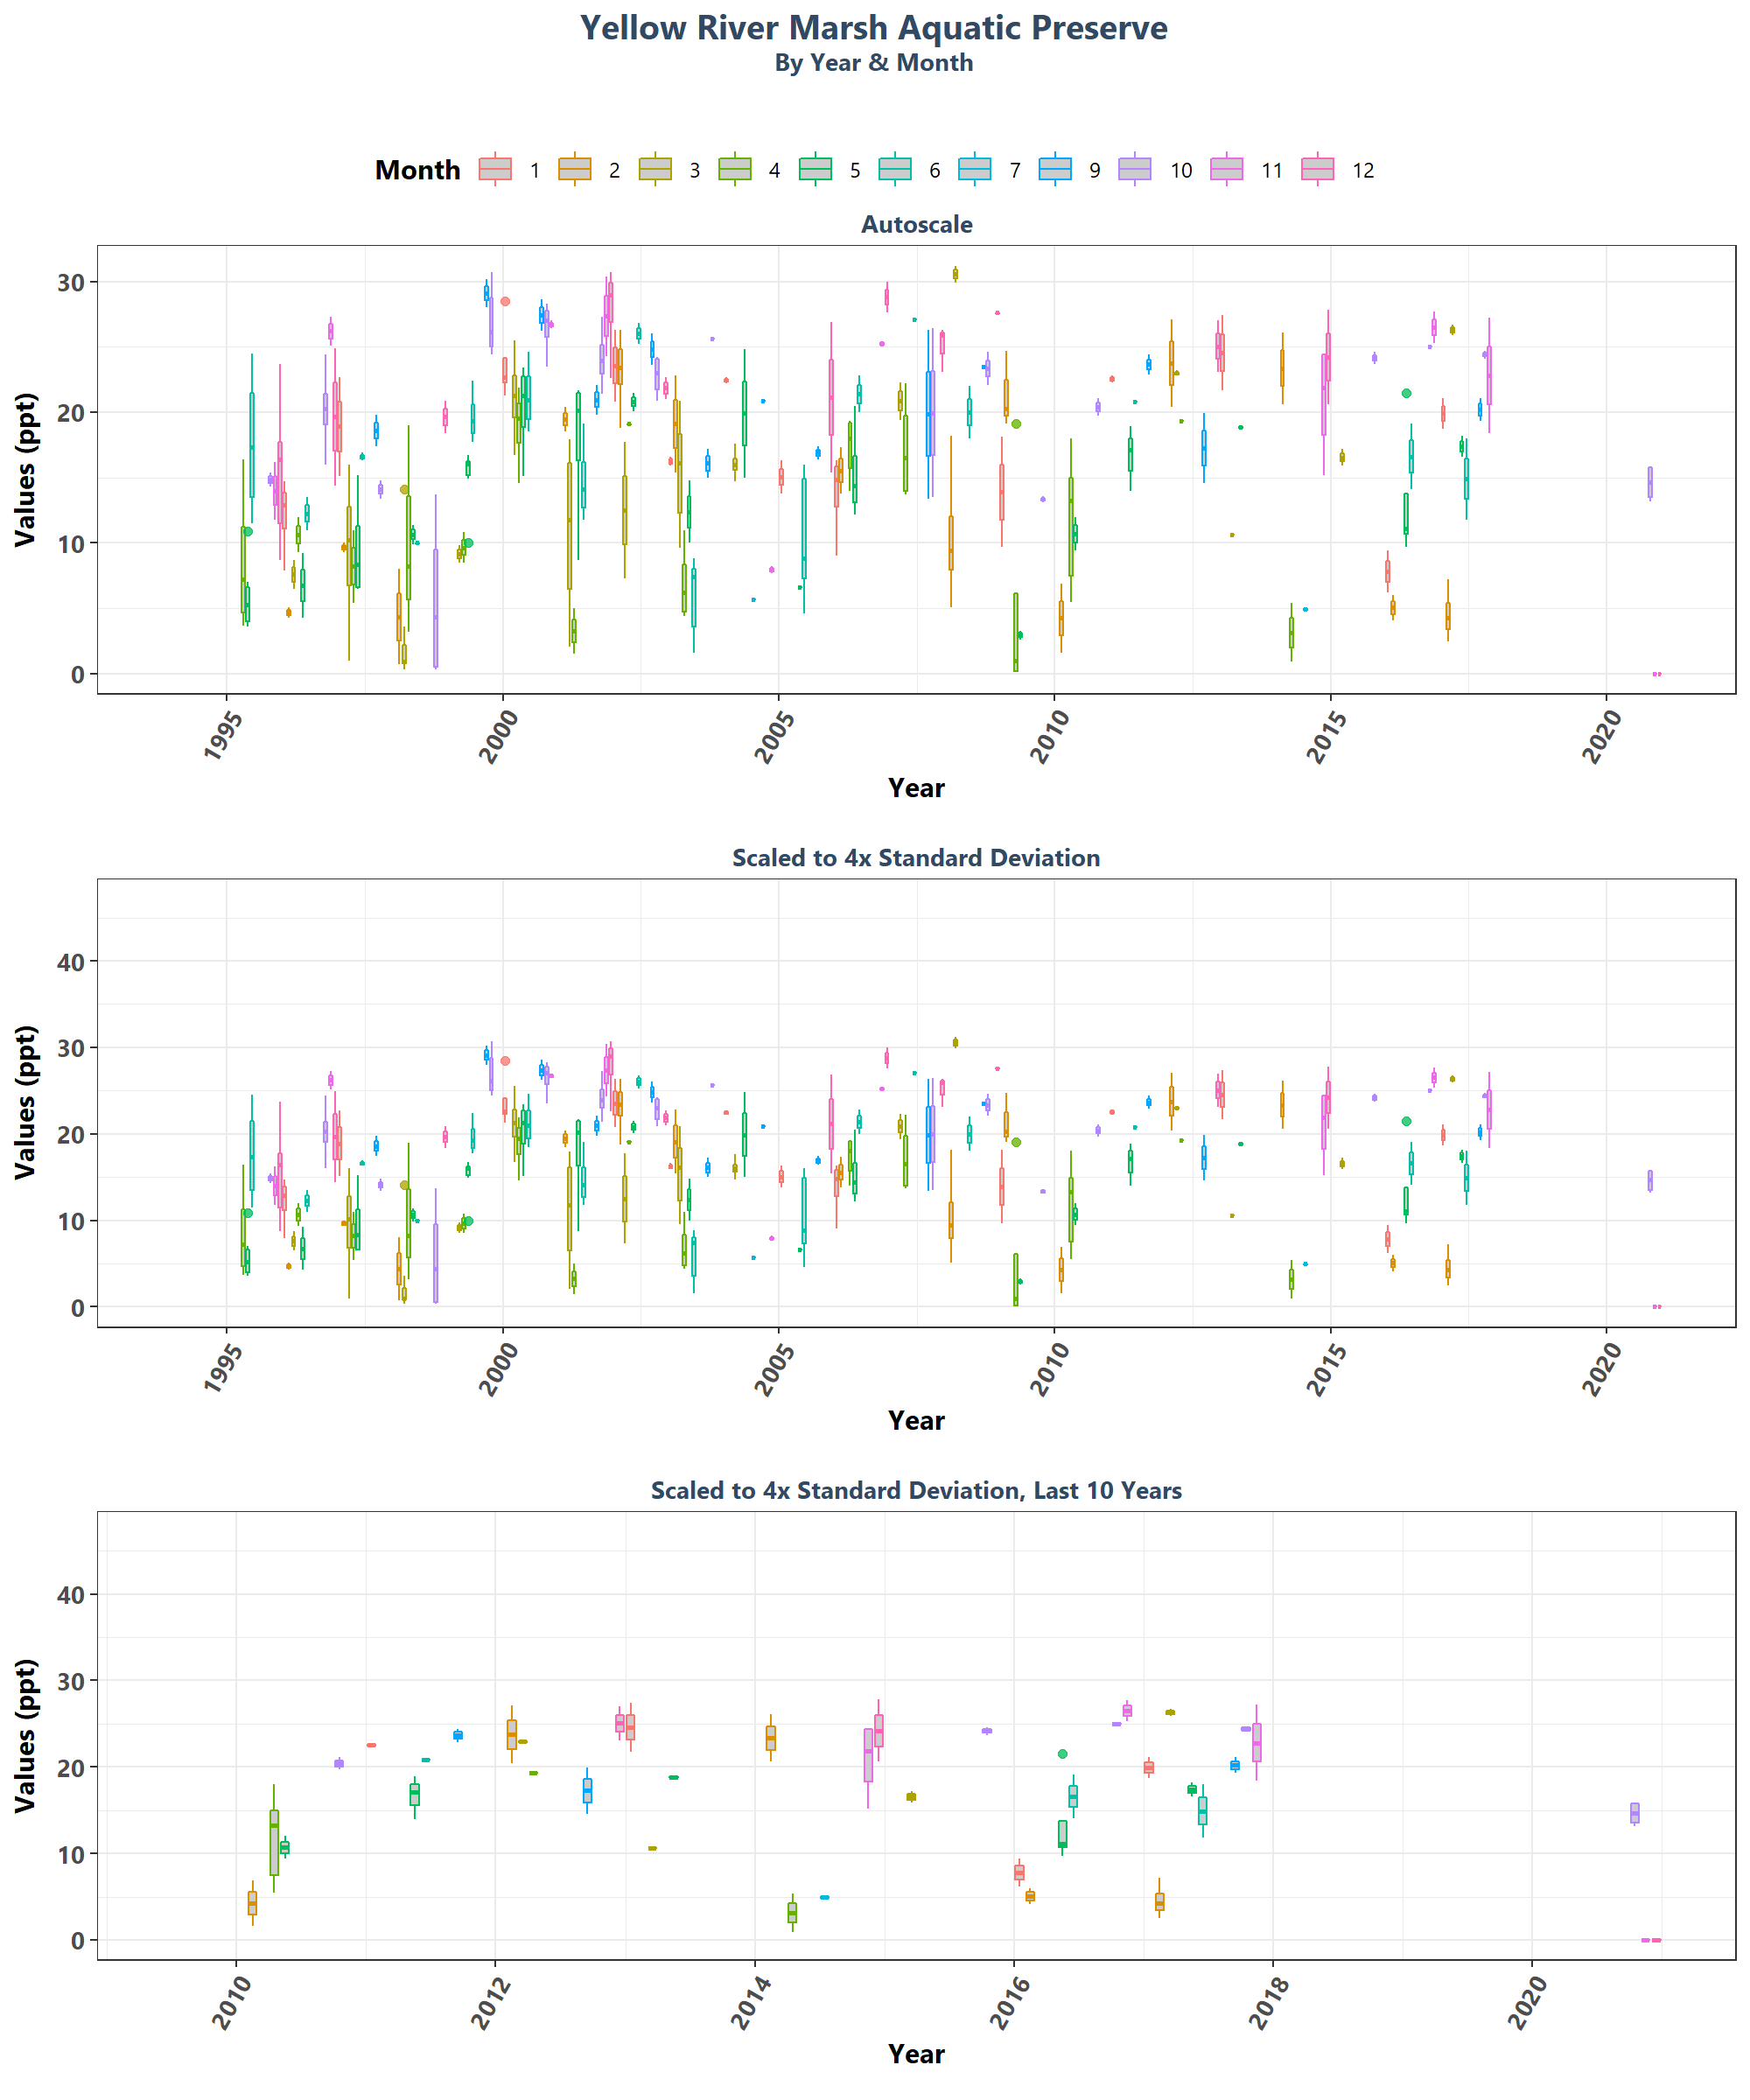 Yellow River Marsh Aquatic Preserve
By Year & Month
Month 1 2 3 4 5 6 7 9 10 11 12
Autoscale
Values (ppt)
30
20
10
0
1995 2000 2005 2010 2015 2020
Year
Scaled to 4x Standard Deviation
Values (ppt)
40
30
20
10
0
1995 2000 2005 2010 2015 2020
Year
Scaled to 4x Standard Deviation, Last 10 Years
Values (ppt)
40
30
20
10
0
2010 2012 2014 2016 2018 2020
Year